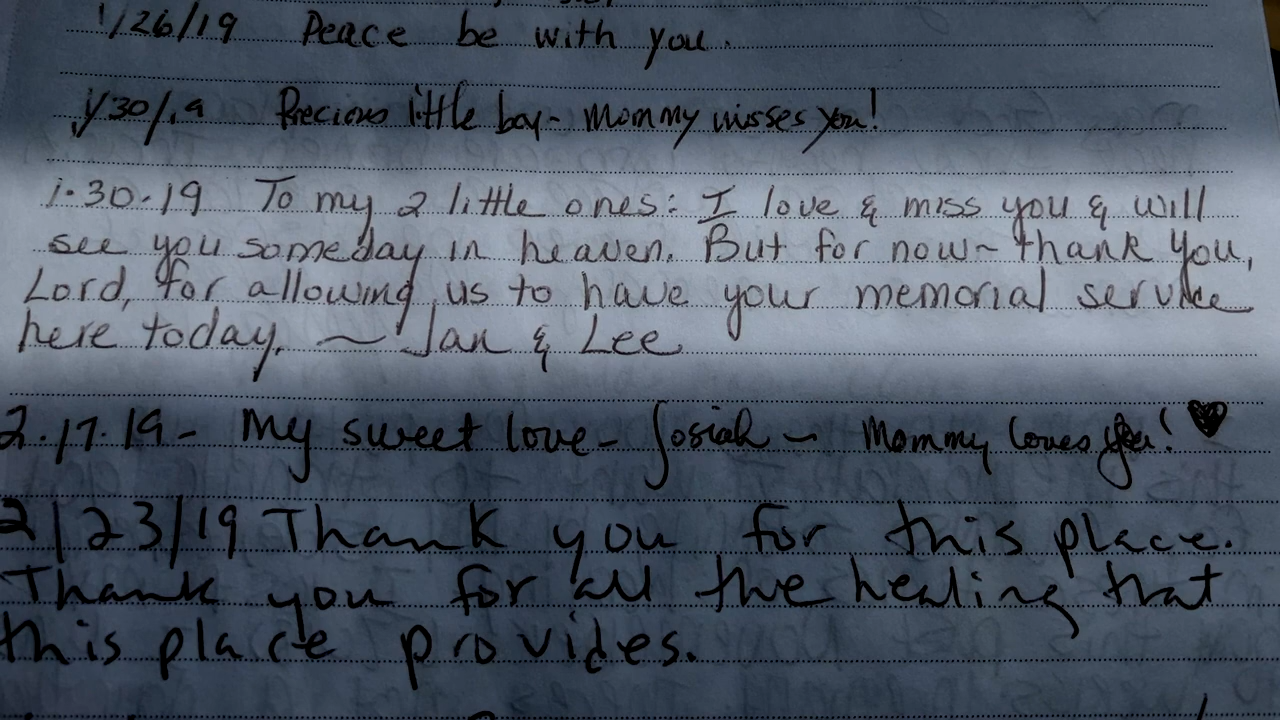 1/26/19 Peace be with you.
1/30/19 Precious little boy- Mommy misses you!
1.30.19 To my 2 little ones: I love & miss you & will
see you someday in heaven. But for now~ thank you,
Lord, for allowing us to have your memorial service
here today. ~ Jan & Lee
2.17.19- My sweet love- Josiah ~ Mommy loves you! ♥
2/23/19 Thank you for this place.
Thank you for all the healing that
this place provides.